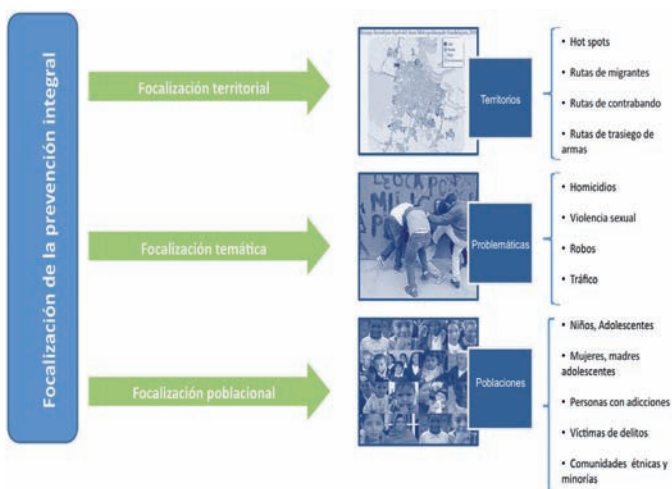 Focalización de la prevención integral
Focalización territorial
Territorios
• Hot spots
• Rutas de migrantes
• Rutas de contrabando
• Rutas de trasiego de
armas
Focalización temática
Problemáticas
• Homicidios
• Violencia sexual
• Robos
• Tráfico
Focalización poblacional
Poblaciones
• Niños, Adolescentes
• Mujeres, madres
adolescentes
• Personas con adicciones
• Víctimas de delitos
• Comunidades étnicas y
minorías